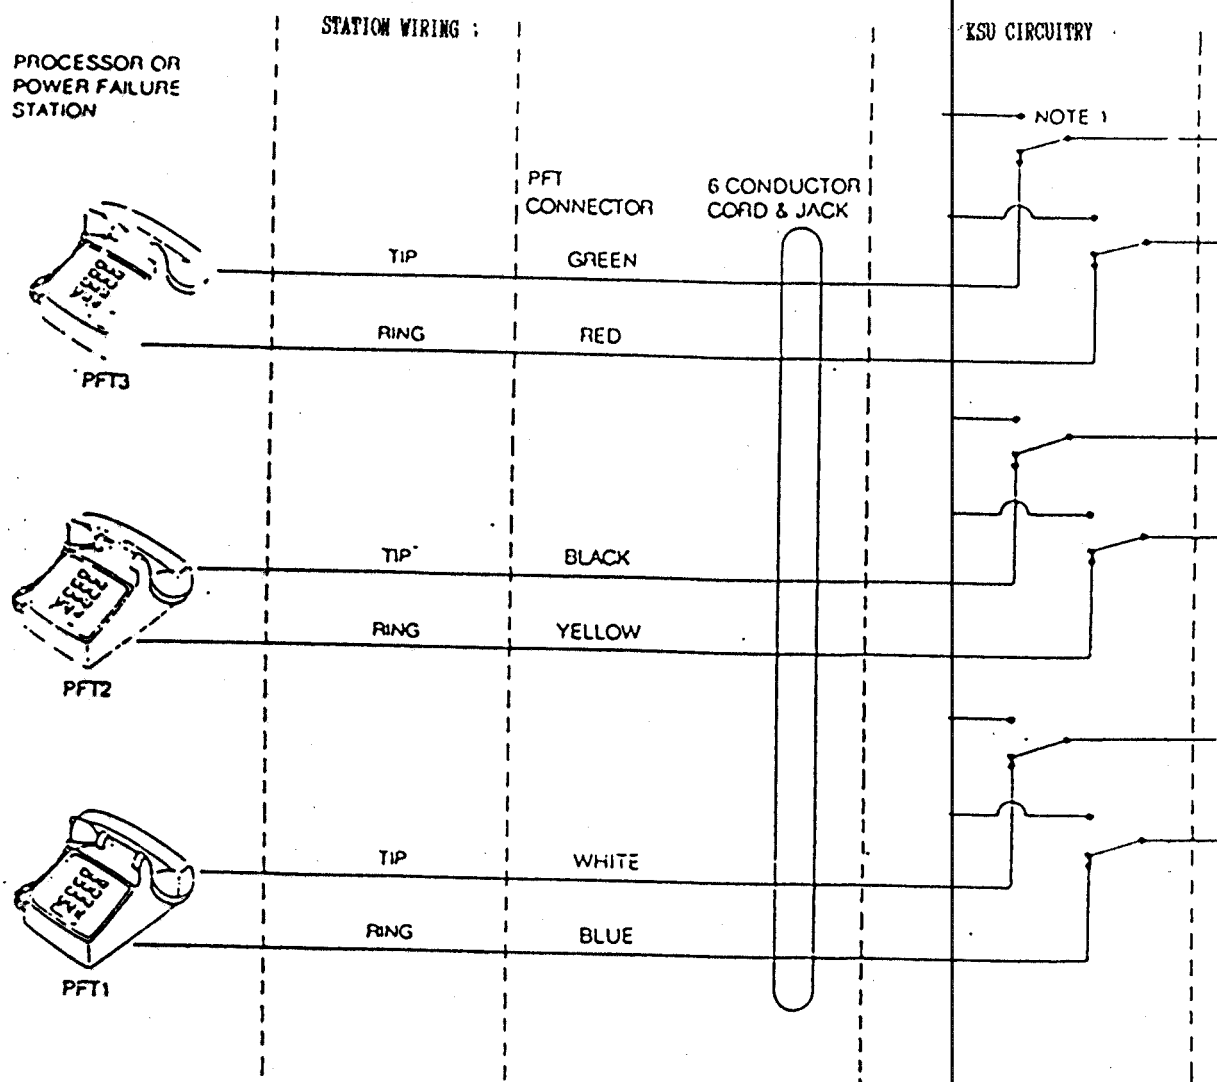 STATION WIRING :
KSU CIRCUITRY
PROCESSOR OR
POWER FAILURE
STATION
NOTE 1
PFT
CONNECTOR
6 CONDUCTOR
CORD & JACK
TIP
GREEN
RING
RED
PFT3
TIP
BLACK
RING
YELLOW
PFT2
TIP
WHITE
RING
BLUE
PFT1